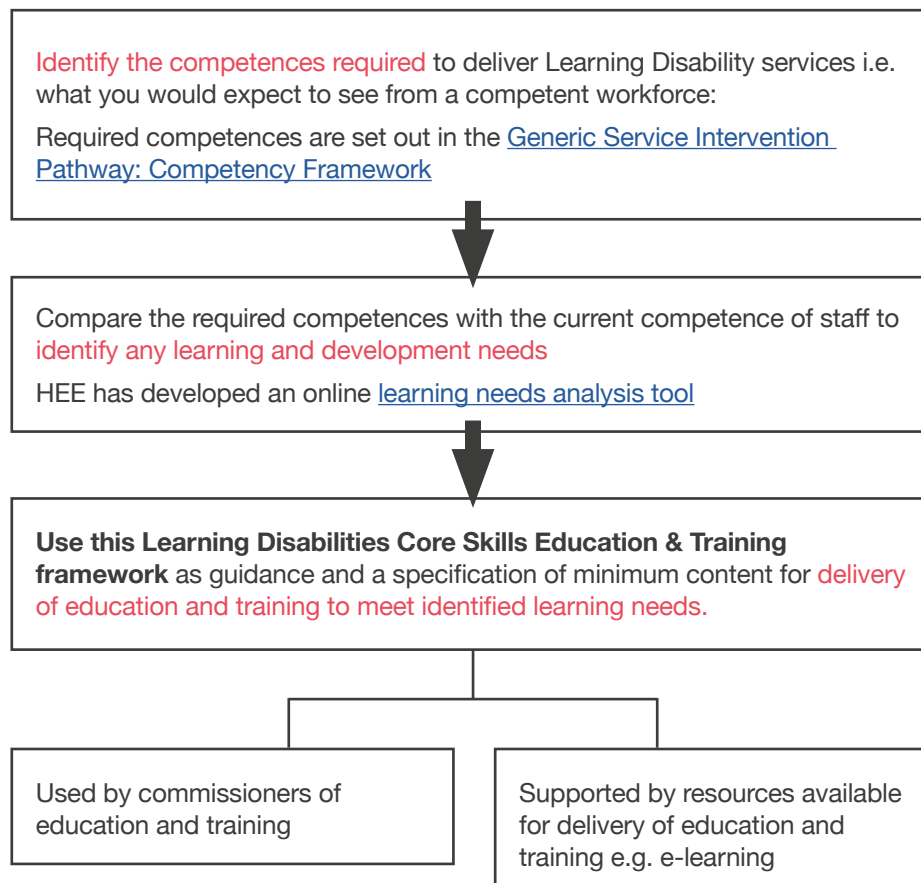 Identify the competences required to deliver Learning Disability services i.e.
what you would expect to see from a competent workforce:
Required competences are set out in the Generic Service Intervention
Pathway: Competency Framework
Compare the required competences with the current competence of staff to
identify any learning and development needs
HEE has developed an online learning needs analysis tool
Use this Learning Disabilities Core Skills Education & Training
framework as guidance and a specification of minimum content for delivery
of education and training to meet identified learning needs.
Used by commissioners of
education and training
Supported by resources available
for delivery of education and
training e.g. e-learning